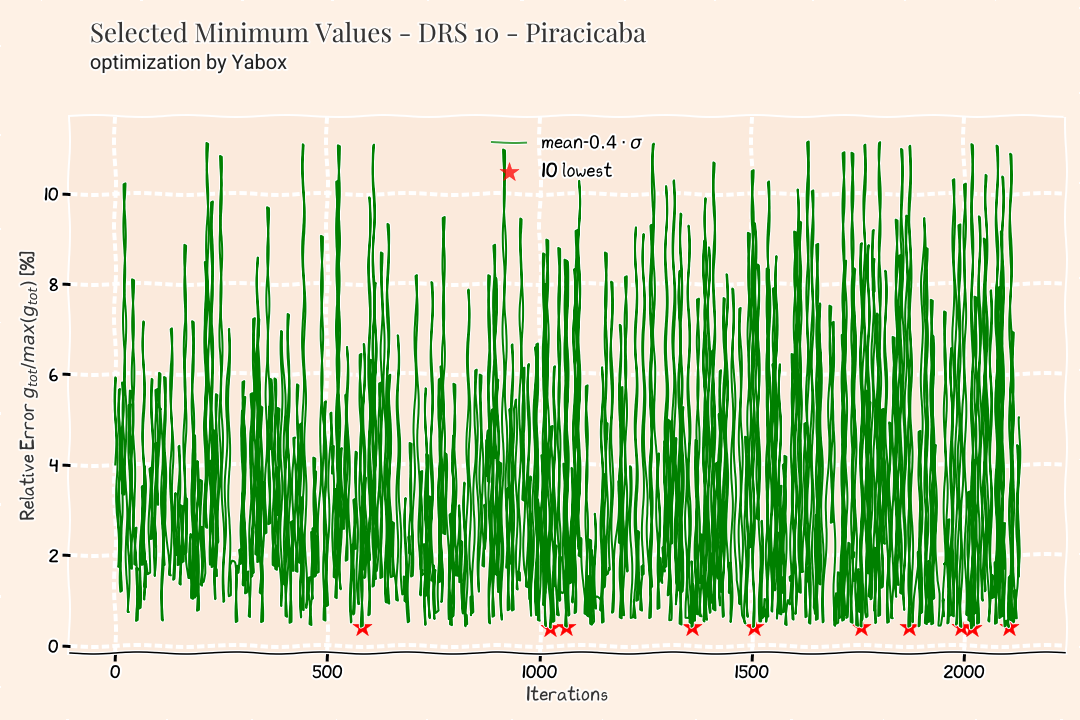 Selected Minimum Values - DRS 10 - Piracicaba
optimization by Yabox
mean-0.4 · σ
10 lowest
Relative Error g_tot/max(g_tot) [%]
10
8
6
4
2
0
0 500 1000 1500 2000
Iterations